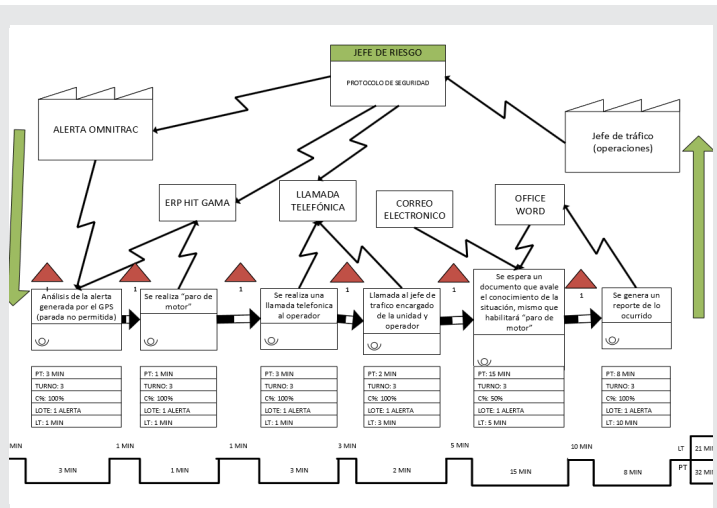 JEFE DE RIESGO
PROTOCOLO DE SEGURIDAD
ALERTA OMNITRAC
Jefe de tráfico
(operaciones)
ERP HIT GAMA
LLAMADA
TELEFÓNICA
CORREO
ELECTRONICO
OFFICE
WORD
1
1
1
1
1
Análisis de la alerta
generada por el GPS
(parada no permitida)
Se realiza "paro de
motor"
Se realiza una
llamada telefonica
al operador
Llamada al jefe de
trafico encargado
de la unidad y
operador
Se espera un
documento que avale
el conocimiento de la
situación, mismo que
habilitará "paro de
motor"
Se genera un
reporte de lo
ocurrido
PT: 3 MIN
TURNO: 3
C%: 100%
LOTE: 1 ALERTA
LT: 1 MIN
PT: 1 MIN
TURNO: 3
C%: 100%
LOTE: 1 ALERTA
LT: 1 MIN
PT: 3 MIN
TURNO: 3
C%: 100%
LOTE: 1 ALERTA
LT: 1 MIN
PT: 2 MIN
TURNO: 3
C%: 100%
LOTE: 1 ALERTA
LT: 3 MIN
PT: 15 MIN
TURNO: 3
C%: 50%
LOTE: 1 ALERTA
LT: 5 MIN
PT: 8 MIN
TURNO: 3
C%: 100%
LOTE: 1 ALERTA
LT: 10 MIN
MIN
1 MIN
1 MIN
3 MIN
5 MIN
10 MIN
LT
21 MIN
3 MIN
1 MIN
3 MIN
2 MIN
15 MIN
8 MIN
PT
32 MIN